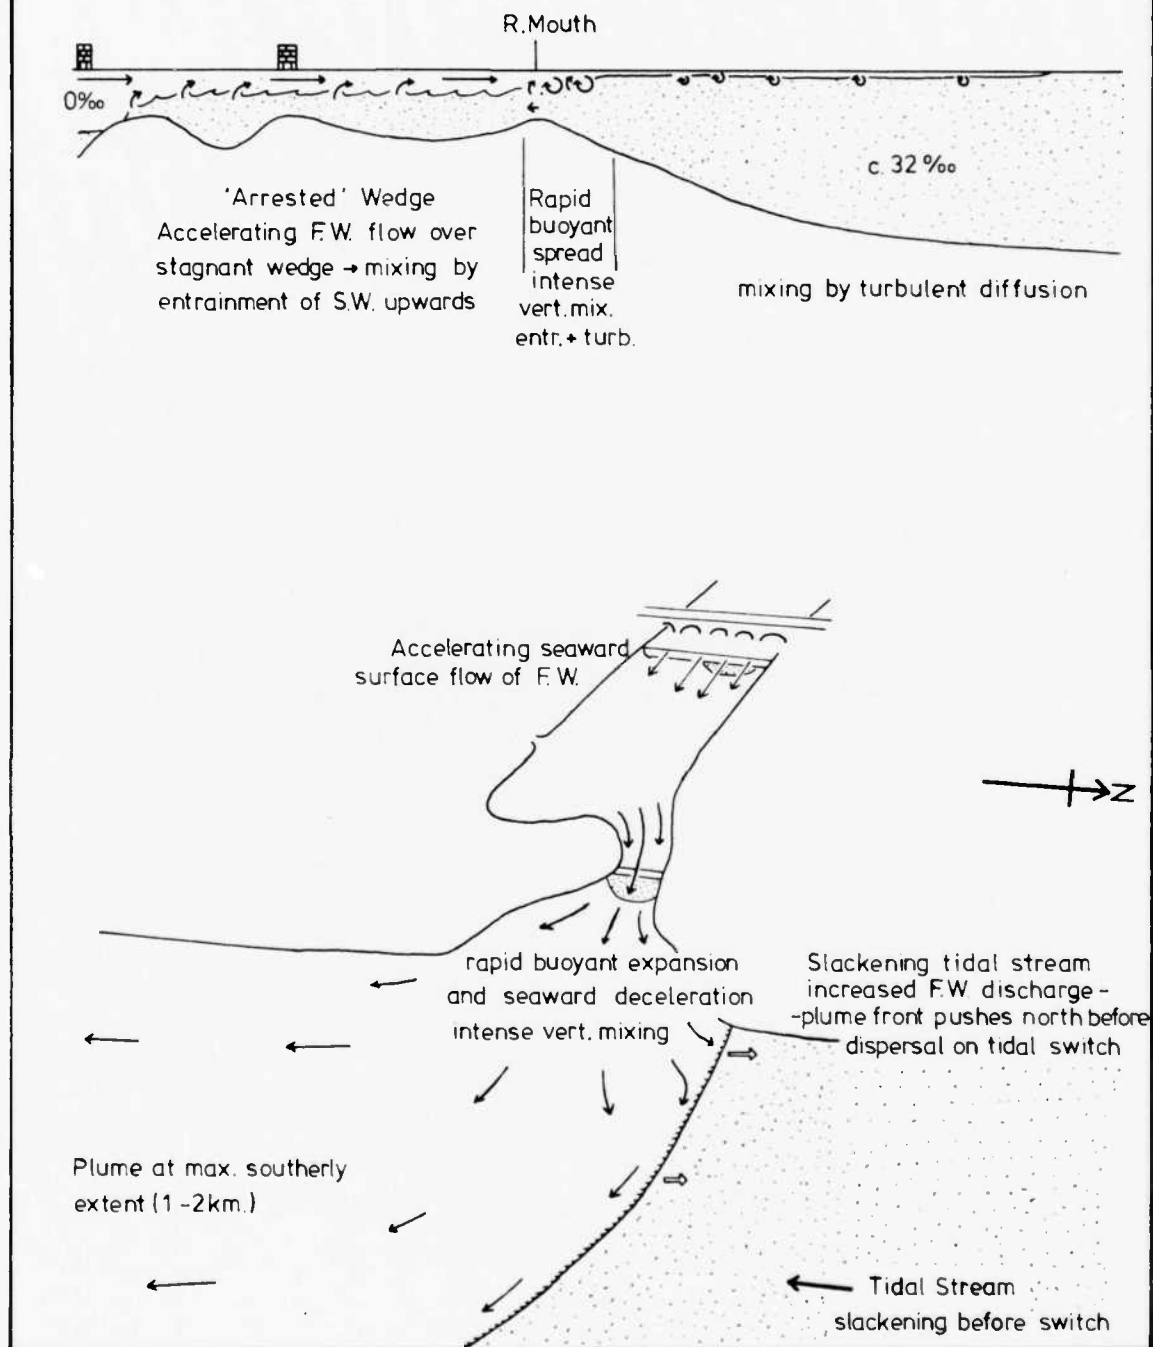 R.Mouth
0‰
c. 32 ‰
'Arrested' Wedge
Accelerating F.W. flow over
stagnant wedge → mixing by
entrainment of S.W. upwards
Rapid
buoyant
spread
intense
vert. mix.
entr. + turb.
mixing by turbulent diffusion
Accelerating seaward
surface flow of F.W.
N
rapid buoyant expansion
and seaward deceleration
intense vert. mixing
Slackening tidal stream
increased F.W. discharge -
-plume front pushes north before
dispersal on tidal switch
Plume at max. southerly
extent (1 - 2 km.)
Tidal Stream
slackening before switch